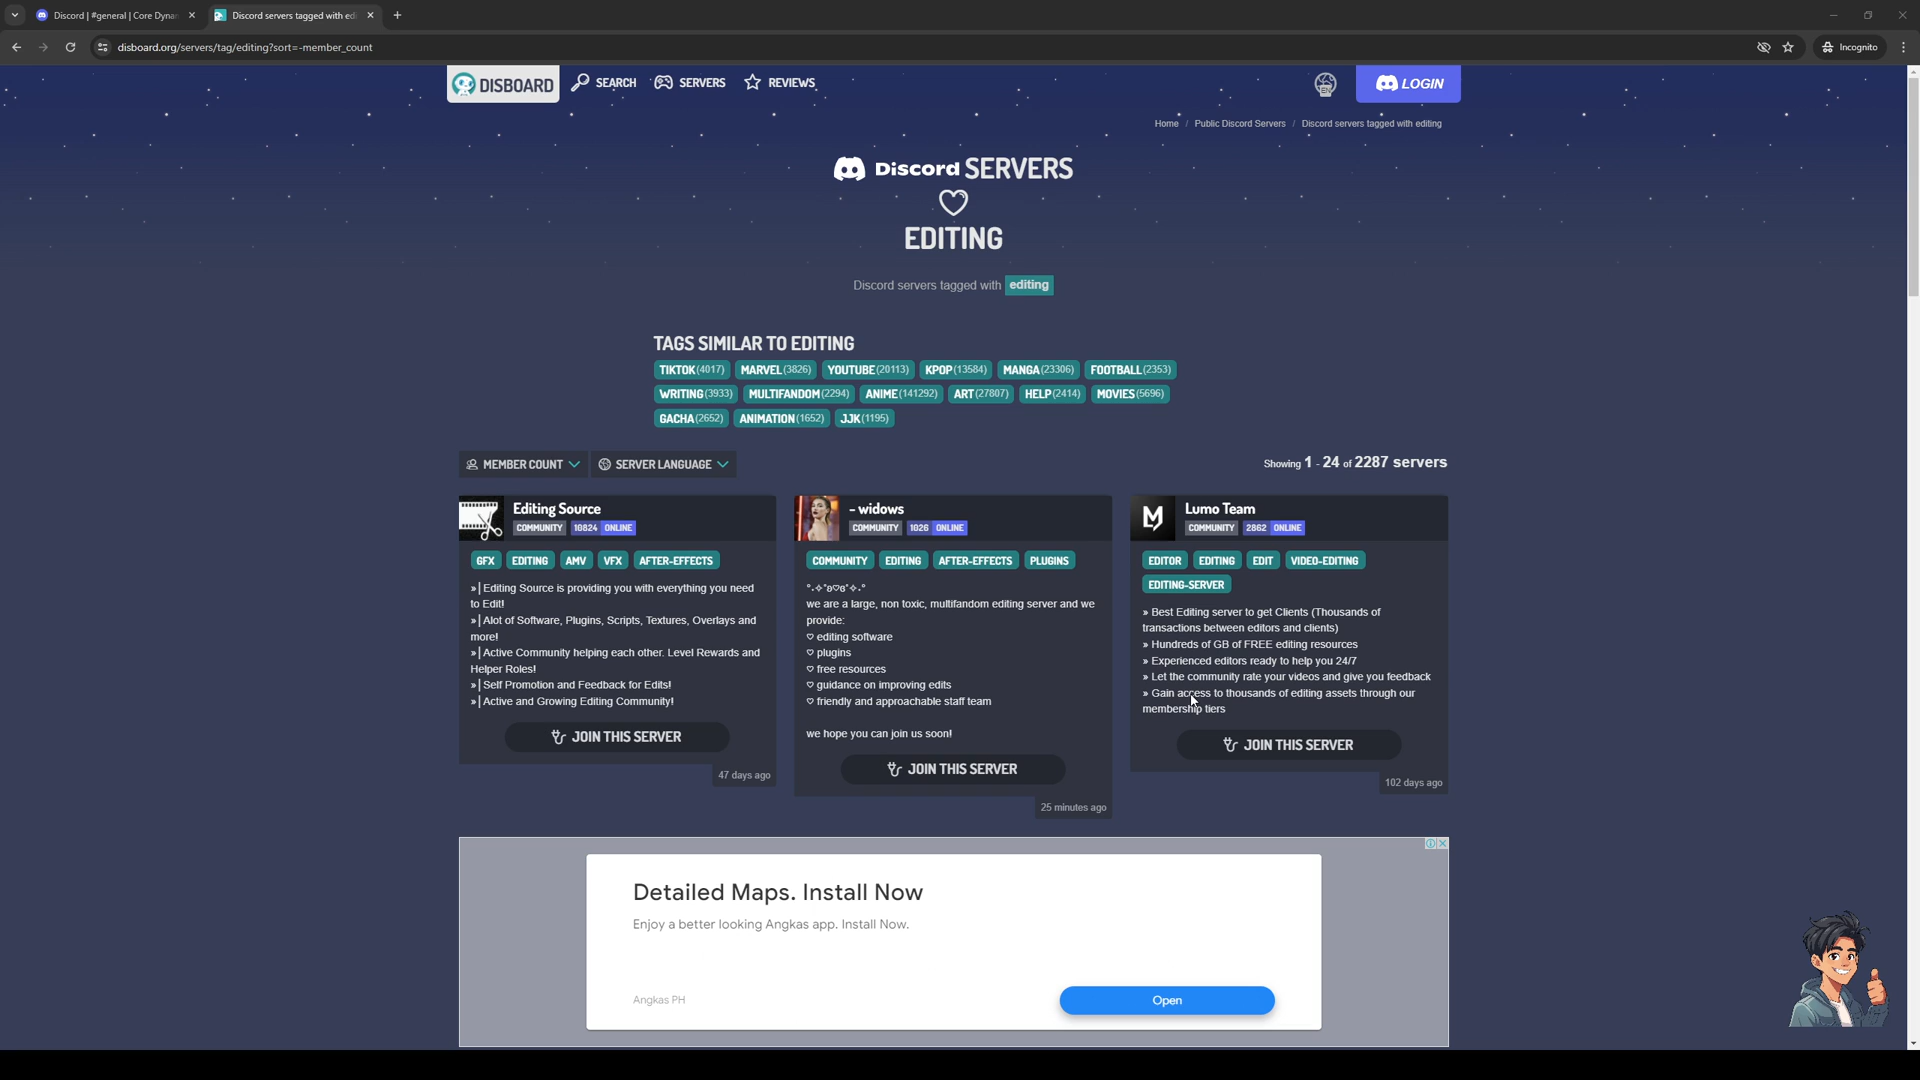 Discord | #general | Core Dyna
Discord servers tagged with edi
disboard.org/servers/tag/editing?sort=-member_count
Incognito
DISBOARD
SEARCH
SERVERS
REVIEWS
EN
LOGIN
Home / Public Discord Servers / Discord servers tagged with editing
Discord SERVERS
EDITING
Discord servers tagged with editing
TAGS SIMILAR TO EDITING
TIKTOK(4017) MARVEL(3826) YOUTUBE(20113) KPOP(13584) MANGA(23306) FOOTBALL(2353)
WRITING(3933) MULTIFANDOM(2294) ANIME(141292) ART(27807) HELP(2414) MOVIES(5696)
GACHA(2652) ANIMATION(1652) JJK(1195)
MEMBER COUNT SERVER LANGUAGE
Showing 1 - 24 of 2287 servers
Editing Source
COMMUNITY 10824 ONLINE
GFX EDITING AMV VFX AFTER-EFFECTS
»│Editing Source is providing you with everything you need
to Edit!
»│Alot of Software, Plugins, Scripts, Textures, Overlays and
more!
»│Active Community helping each other. Level Rewards and
Helper Roles!
»│Self Promotion and Feedback for Edits!
»│Active and Growing Editing Community!
JOIN THIS SERVER
47 days ago
- widows
COMMUNITY 1026 ONLINE
COMMUNITY EDITING AFTER-EFFECTS PLUGINS
we are a large, non toxic, multifandom editing server and we
provide:
♡ editing software
♡ plugins
♡ free resources
♡ guidance on improving edits
♡ friendly and approachable staff team
we hope you can join us soon!
JOIN THIS SERVER
25 minutes ago
Lumo Team
COMMUNITY 2862 ONLINE
EDITOR EDITING EDIT VIDEO-EDITING
EDITING-SERVER
» Best Editing server to get Clients (Thousands of
transactions between editors and clients)
» Hundreds of GB of FREE editing resources
» Experienced editors ready to help you 24/7
» Let the community rate your videos and give you feedback
» Gain access to thousands of editing assets through our
membership tiers
JOIN THIS SERVER
102 days ago
Detailed Maps. Install Now
Enjoy a better looking Angkas app. Install Now.
Angkas PH
Open